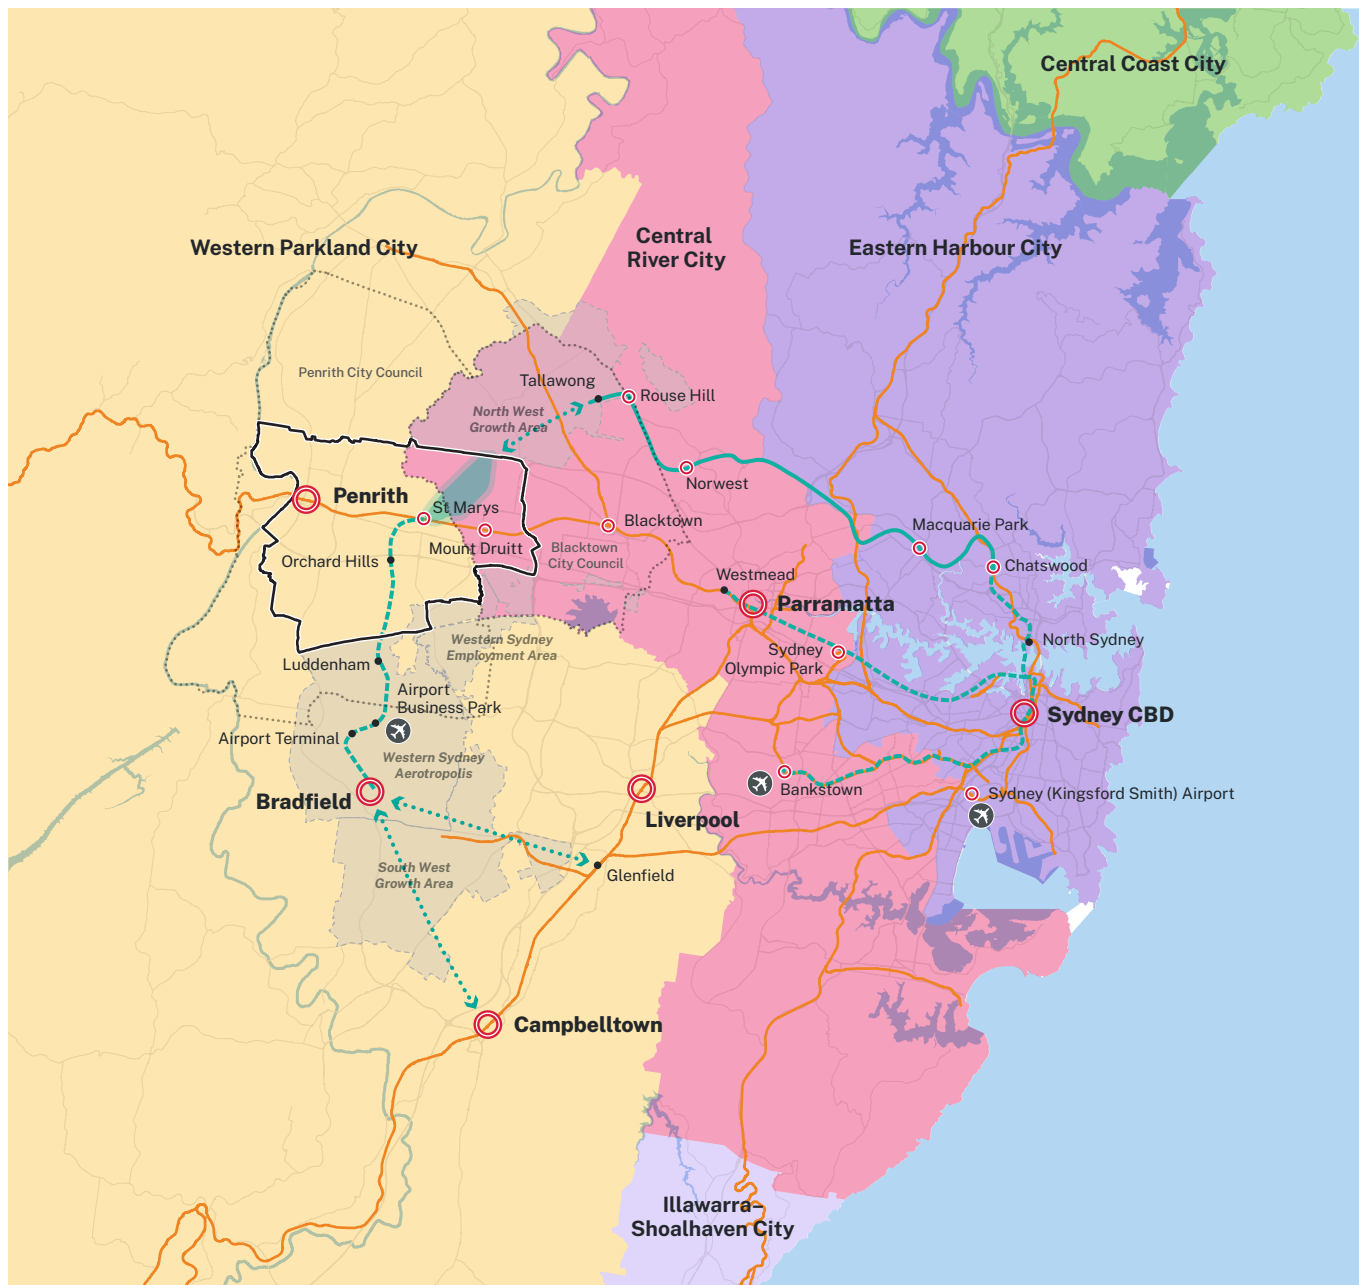 Central Coast City
Western Parkland City
Central
River City
Eastern Harbour City
Penrith City Council
Tallawong
Rouse Hill
North West
Growth Area
Norwest
Penrith
St Marys
Blacktown
Macquarie Park
Mount Druitt
Orchard Hills
Blacktown
City Council
Chatswood
Westmead
Parramatta
Western Sydney
Employment Area
North Sydney
Sydney
Olympic Park
Luddenham
Airport
Business Park
Sydney CBD
Airport Terminal
Western Sydney
Aerotropolis
Bradfield
Bankstown
Sydney (Kingsford Smith) Airport
Liverpool
South West
Growth Area
Glenfield
Campbelltown
Illawarra–
Shoalhaven City